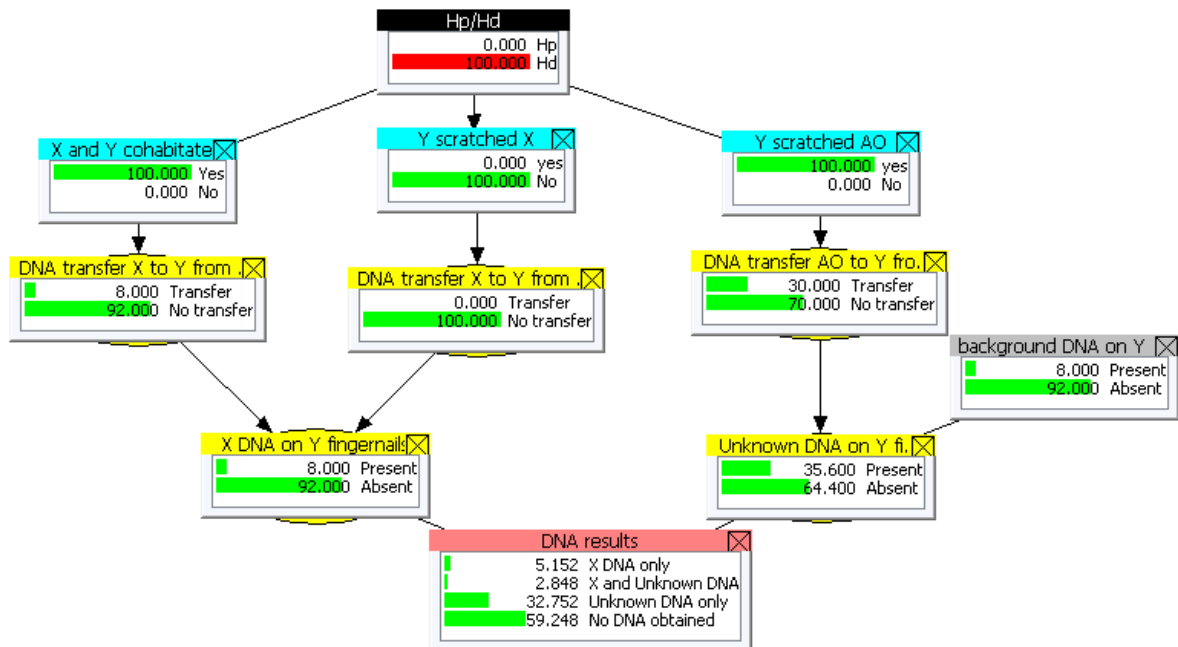 Hp/Hd
0.000 Hp
100.000 Hd
X and Y cohabitate
100.000 Yes
0.000 No
Y scratched X
0.000 yes
100.000 No
Y scratched AO
100.000 yes
0.000 No
DNA transfer X to Y from .
8.000 Transfer
92.000 No transfer
DNA transfer X to Y from .
0.000 Transfer
100.000 No transfer
DNA transfer AO to Y fro..
30.000 Transfer
70.000 No transfer
background DNA on Y
8.000 Present
92.000 Absent
X DNA on Y fingernails
8.000 Present
92.000 Absent
Unknown DNA on Y fi..
35.600 Present
64.400 Absent
DNA results
5.152 X DNA only
2.848 X and Unknown DNA
32.752 Unknown DNA only
59.248 No DNA obtained